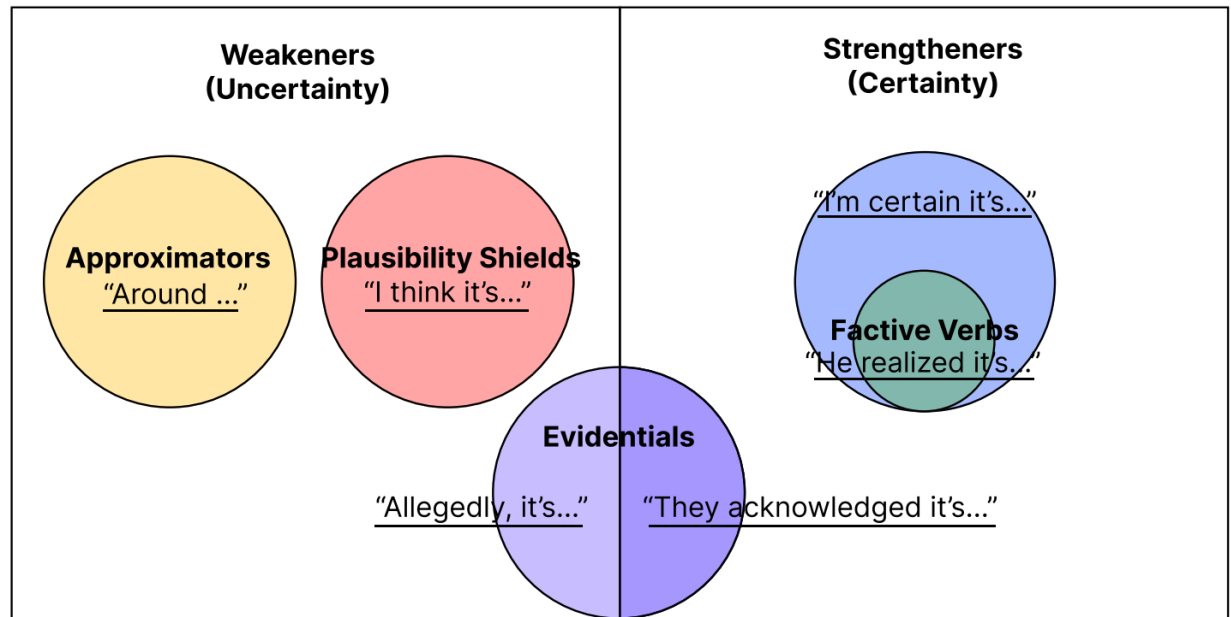 Weakeners
(Uncertainty)
Strengtheners
(Certainty)
Approximators
“Around ...”
Plausibility Shields
“I think it’s...”
“I’m certain it’s...”
Factive Verbs
“He realized it’s...”
Evidentials
“Allegedly, it’s...”
“They acknowledged it’s...”